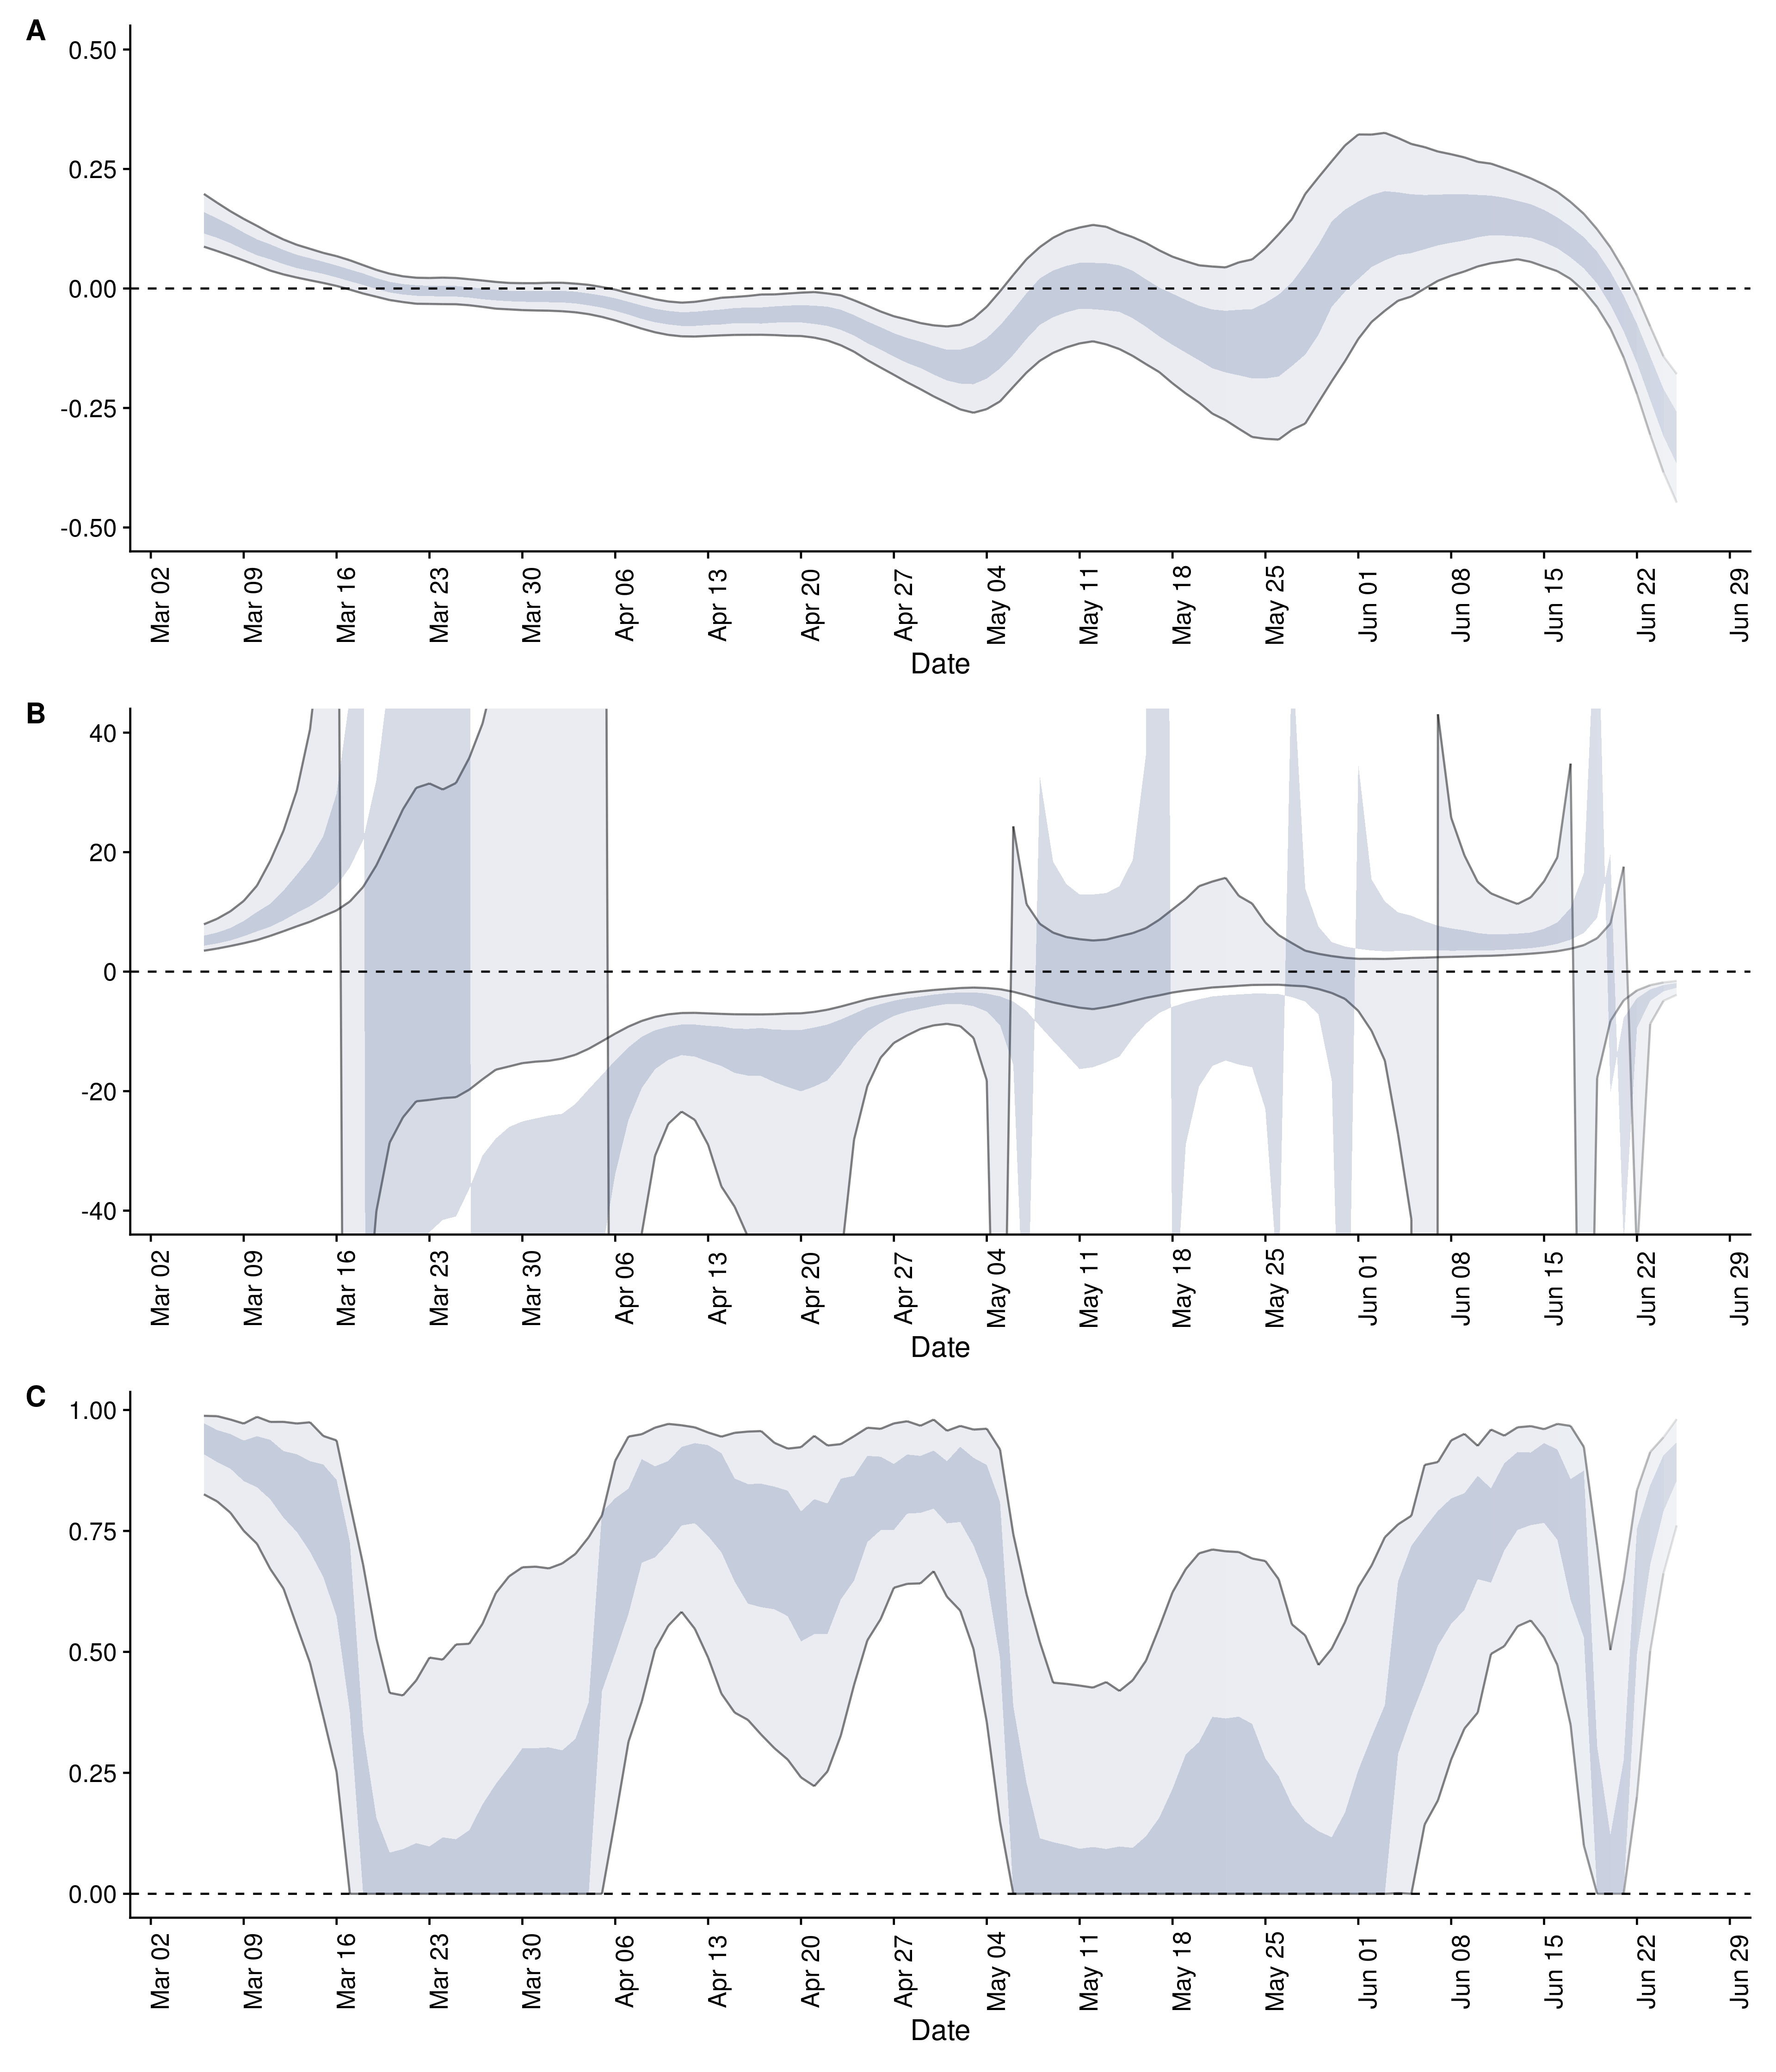 A
0.50
0.25
0.00
-0.25
-0.50
Mar 02
Mar 09
Mar 16
Mar 23
Mar 30
Apr 06
Apr 13
Apr 20
Apr 27
May 04
May 11
May 18
May 25
Jun 01
Jun 08
Jun 15
Jun 22
Jun 29
Date
B
40
20
0
-20
-40
Mar 02
Mar 09
Mar 16
Mar 23
Mar 30
Apr 06
Apr 13
Apr 20
Apr 27
May 04
May 11
May 18
May 25
Jun 01
Jun 08
Jun 15
Jun 22
Jun 29
Date
C
1.00
0.75
0.50
0.25
0.00
Mar 02
Mar 09
Mar 16
Mar 23
Mar 30
Apr 06
Apr 13
Apr 20
Apr 27
May 04
May 11
May 18
May 25
Jun 01
Jun 08
Jun 15
Jun 22
Jun 29
Date